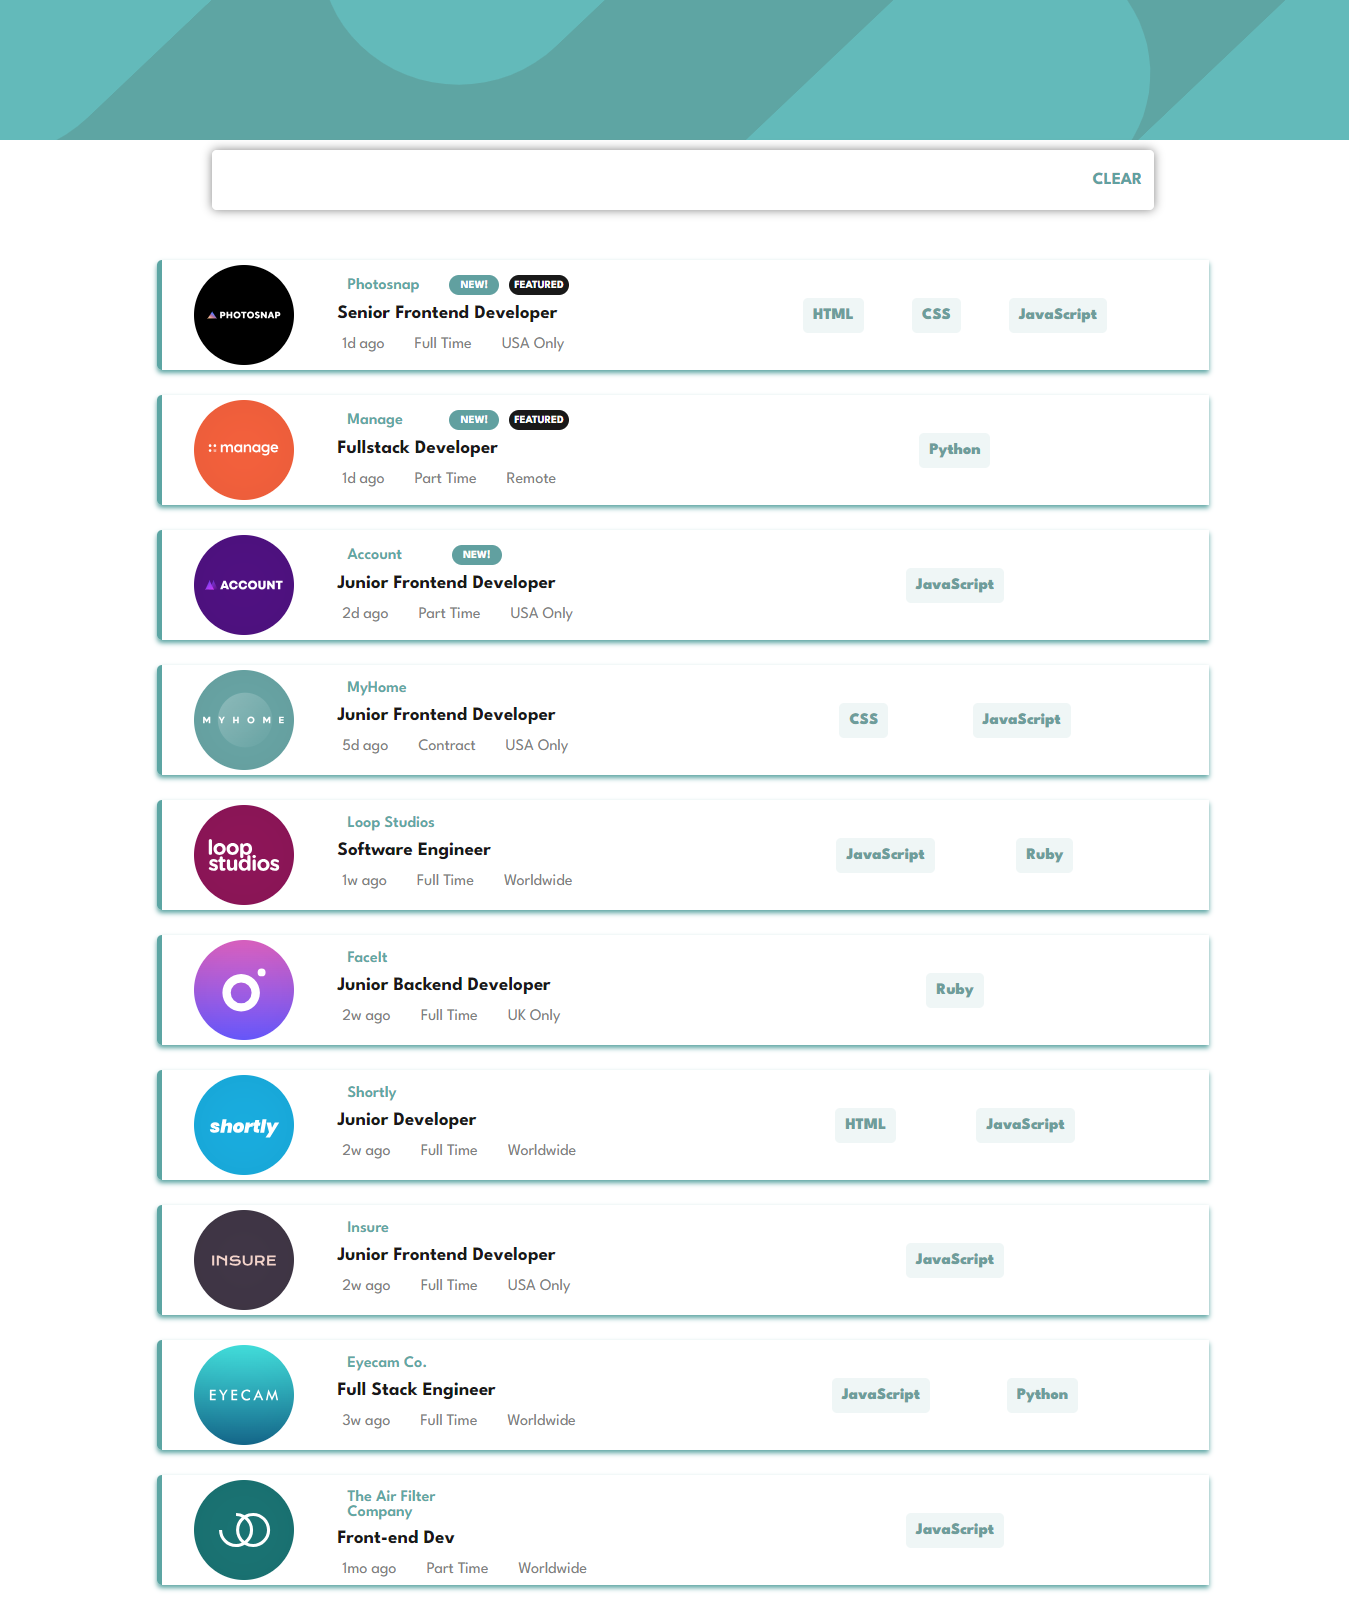 CLEAR
PHOTOSNAP
Photosnap NEW! FEATURED
Senior Frontend Developer
1d ago Full Time USA Only
HTML CSS JavaScript
manage
Manage NEW! FEATURED
Fullstack Developer
1d ago Part Time Remote
Python
ACCOUNT
Account NEW!
Junior Frontend Developer
2d ago Part Time USA Only
JavaScript
MYHOME
MyHome
Junior Frontend Developer
5d ago Contract USA Only
CSS JavaScript
loop
studios
Loop Studios
Software Engineer
1w ago Full Time Worldwide
JavaScript Ruby
FaceIt
Junior Backend Developer
2w ago Full Time UK Only
Ruby
shortly
Shortly
Junior Developer
2w ago Full Time Worldwide
HTML JavaScript
INSURE
Insure
Junior Frontend Developer
2w ago Full Time USA Only
JavaScript
EYECAM
Eyecam Co.
Full Stack Engineer
3w ago Full Time Worldwide
JavaScript Python
The Air Filter
Company
Front-end Dev
1mo ago Part Time Worldwide
JavaScript